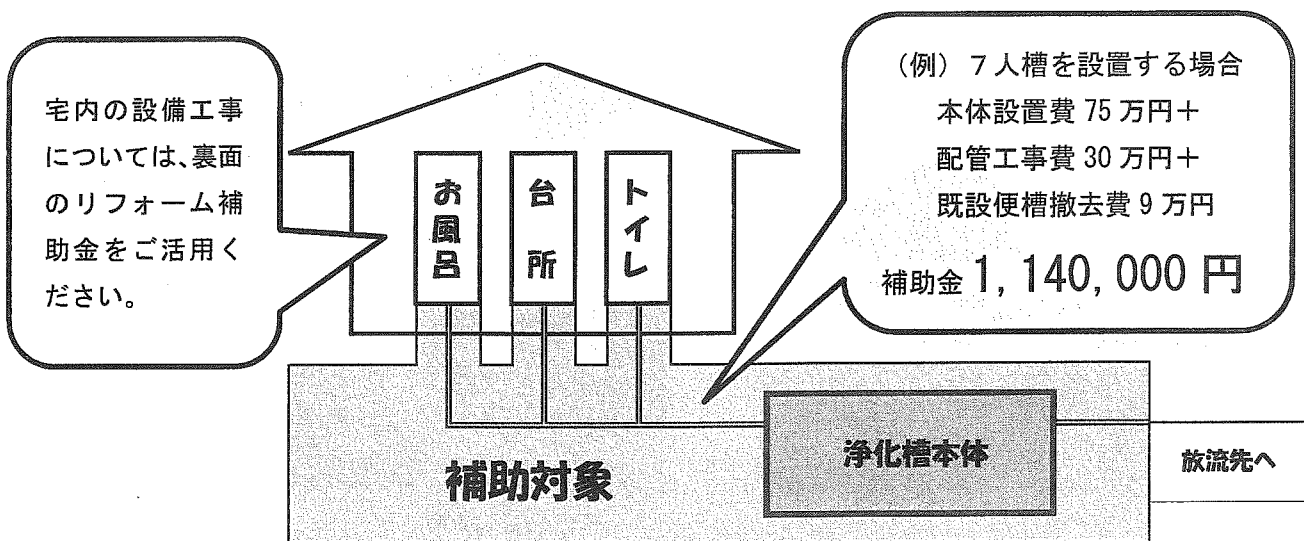 宅内の設備工事
については、裏面
のリフォーム補
助金をご活用く
ださい。
（例）７人槽を設置する場合
本体設置費 75 万円＋
配管工事費 30 万円＋
既設便槽撤去費 9 万円
補助金 1,140,000 円
お風呂
台所
トイレ
浄化槽本体
放流先へ
補助対象